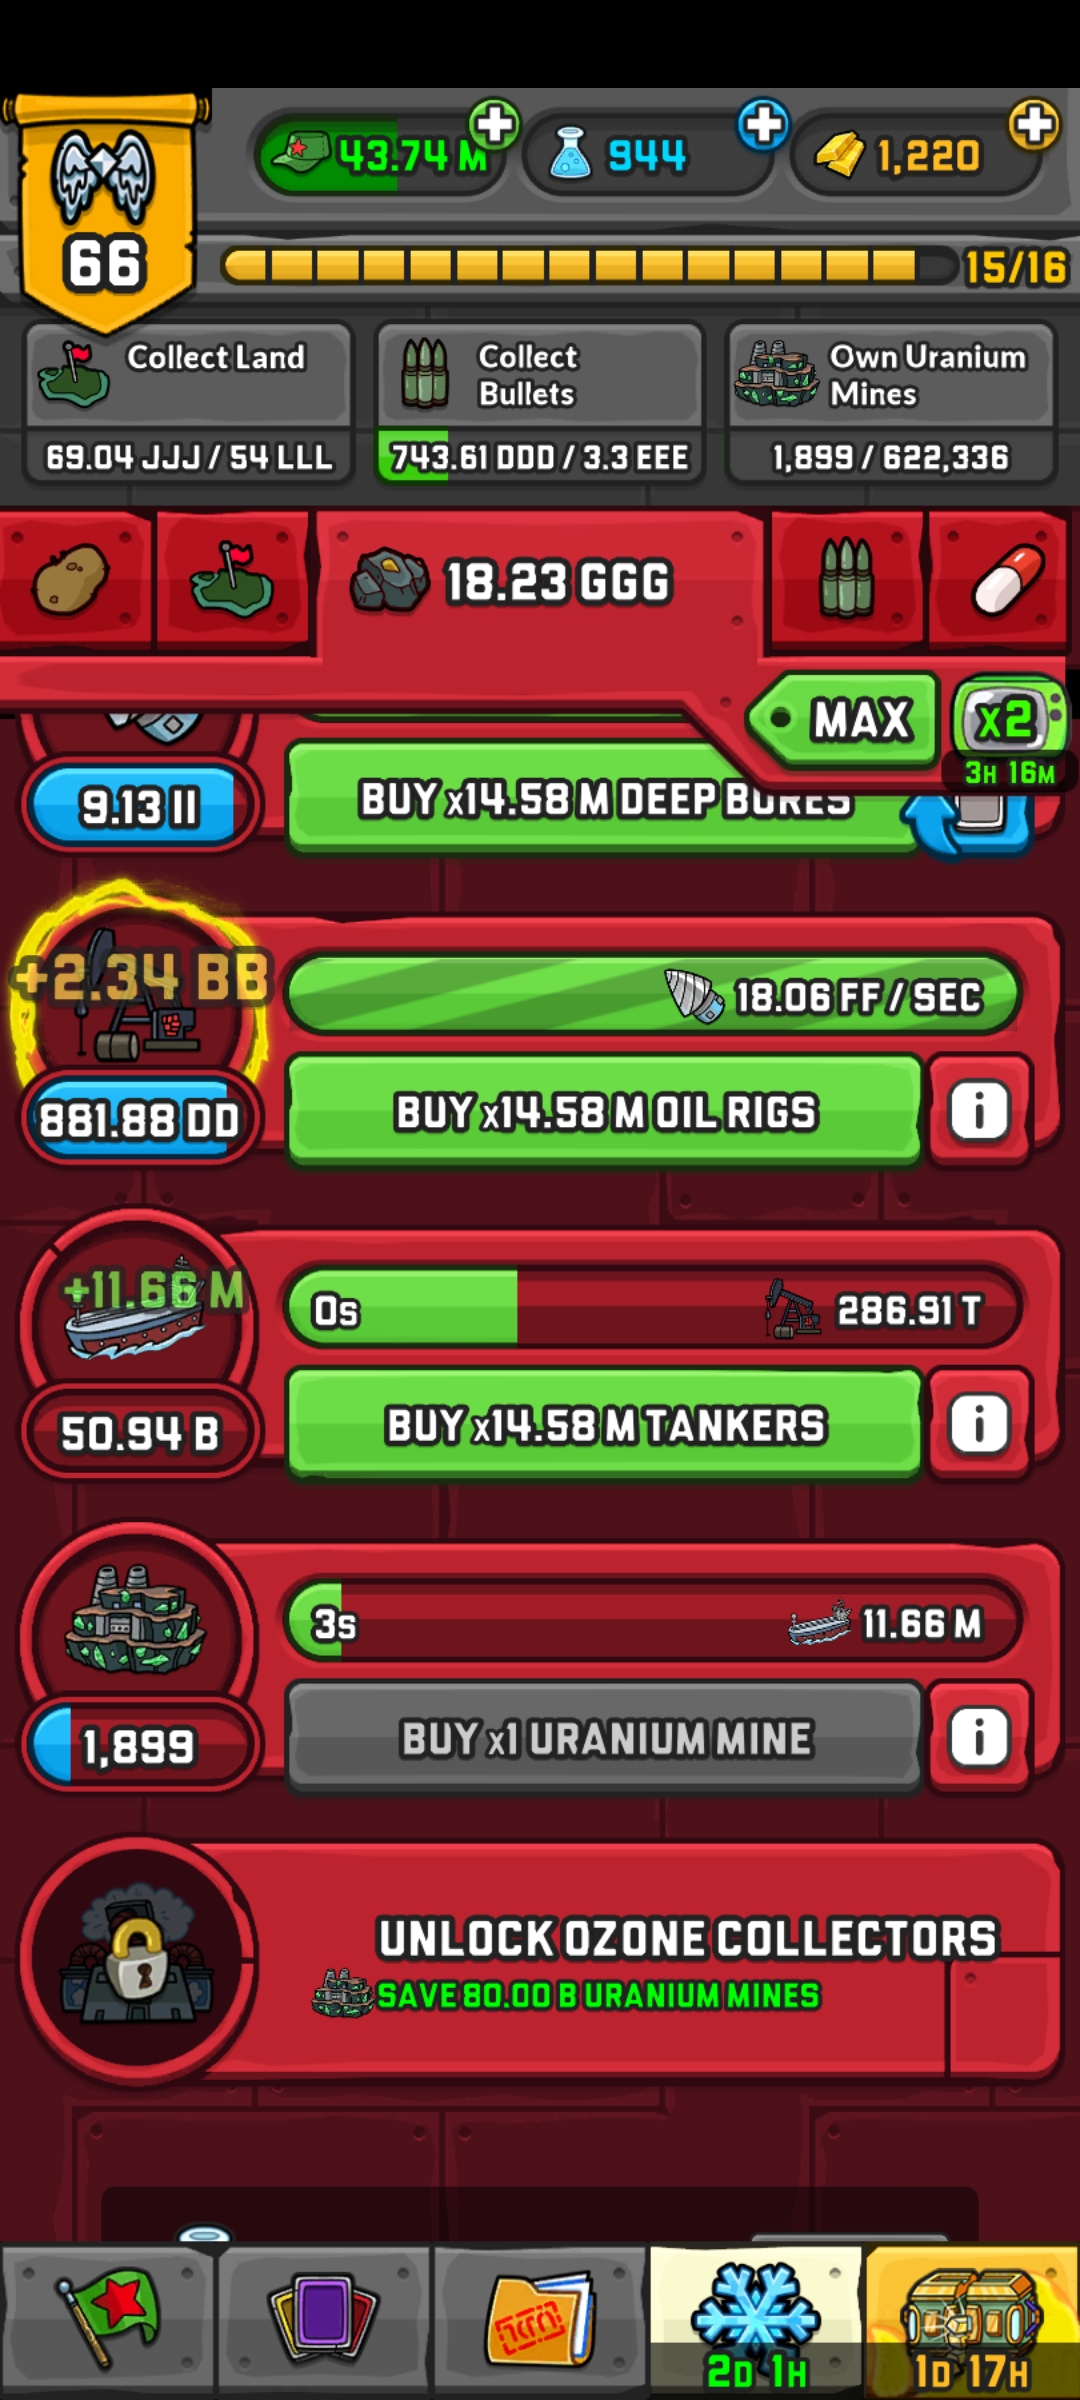 43.74 M
944
1,220
66
15/16
Collect Land
69.04 JJJ / 54 LLL
Collect
Bullets
743.61 DDD / 3.3 EEE
Own Uranium
Mines
1,899 / 622,336
18.23 GGG
MAX
x2
3H 16M
9.13 II
BUY x14.58 M DEEP BORES
+2.34 BB
18.06 FF / SEC
881.88 DD
BUY x14.58 M OIL RIGS
i
+11.66 M
0s
286.91 T
50.94 B
BUY x14.58 M TANKERS
i
3s
11.66 M
1,899
BUY x1 URANIUM MINE
i
UNLOCK OZONE COLLECTORS
SAVE 80.00 B URANIUM MINES
2D 1H
1D 17H